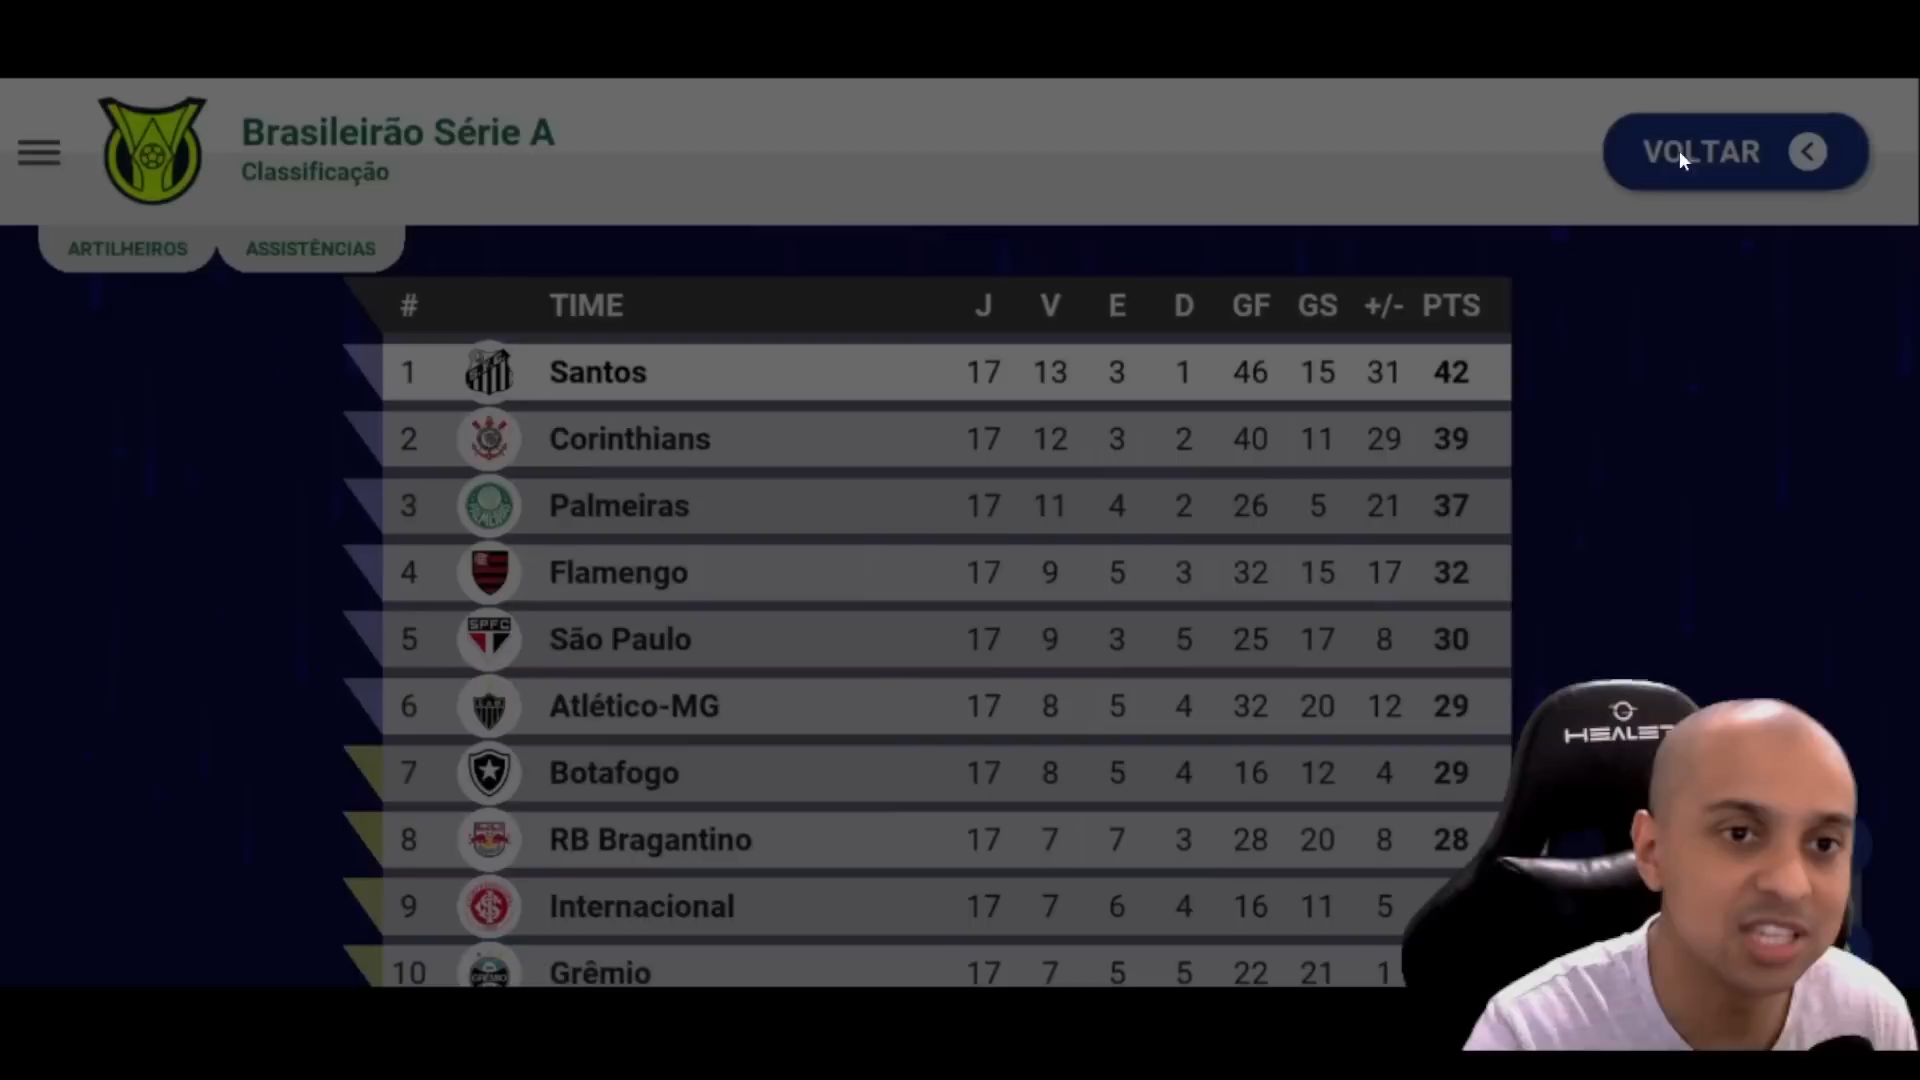 Brasileirão Série A
Classificação
VOLTAR
ARTILHEIROS ASSISTÊNCIAS
# TIME J V E D GF GS +/- PTS
1 Santos 17 13 3 1 46 15 31 42
2 Corinthians 17 12 3 2 40 11 29 39
3 Palmeiras 17 11 4 2 26 5 21 37
4 Flamengo 17 9 5 3 32 15 17 32
5 SPFC São Paulo 17 9 3 5 25 17 8 30
6 Atlético-MG 17 8 5 4 32 20 12 29
7 Botafogo 17 8 5 4 16 12 4 29
8 RB Bragantino 17 7 7 3 28 20 8 28
9 Internacional 17 7 6 4 16 11 5
10 Grêmio 17 7 5 5 22 21 1